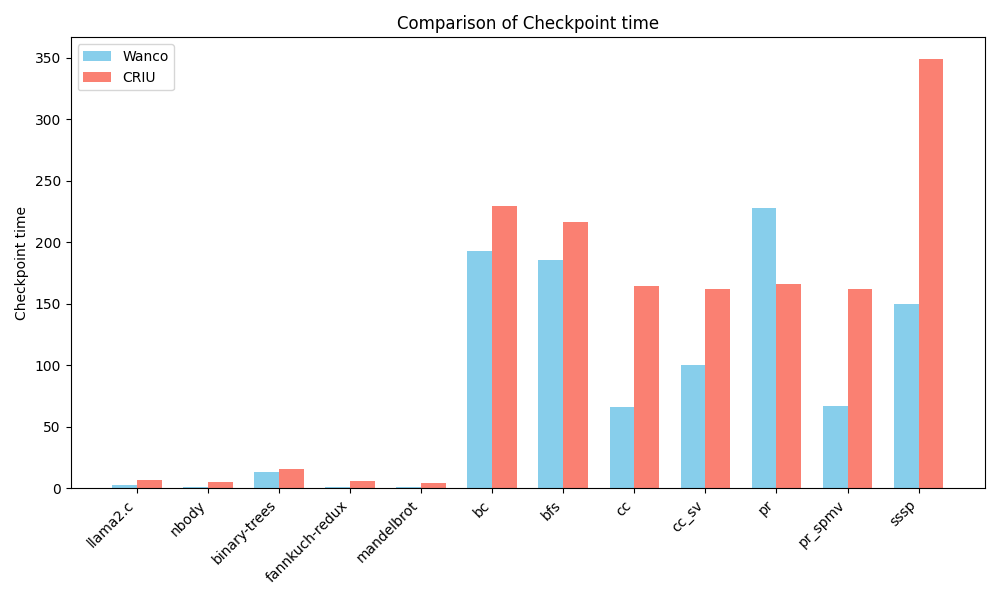 Comparison of Checkpoint time
Wanco
CRIU
Checkpoint time
350
300
250
200
150
100
50
0
llama2.c
nbody
binary-trees
fannkuch-redux
mandelbrot
bc
bfs
cc
cc_sv
pr
pr_spmv
sssp